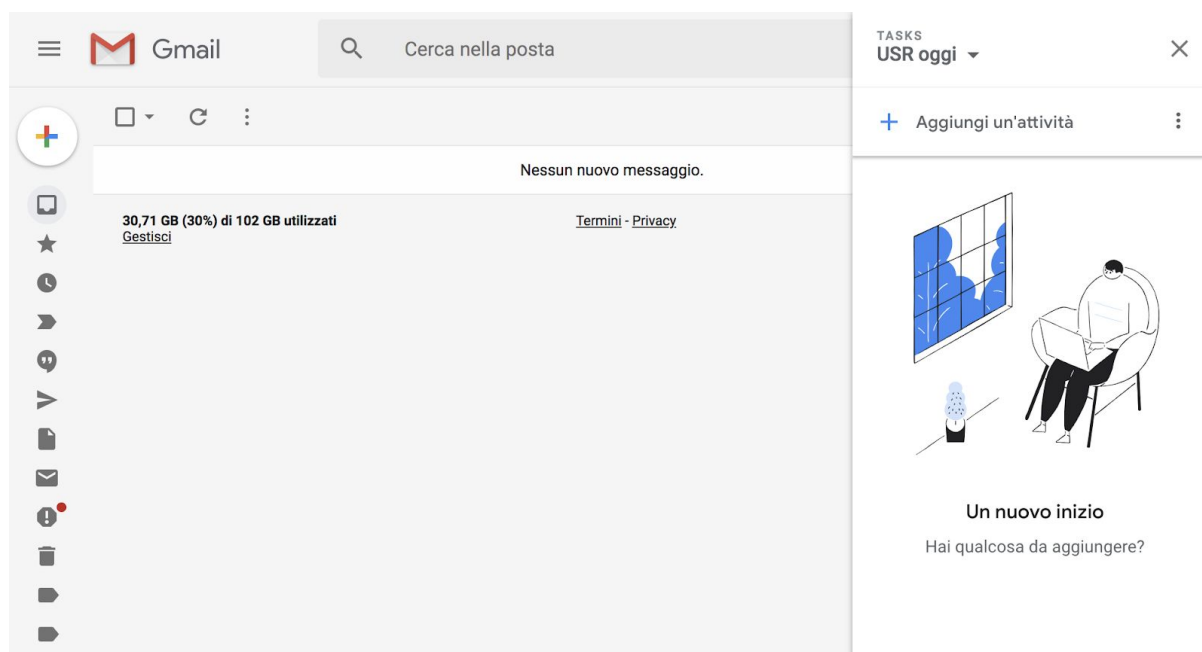 Gmail
Cerca nella posta
Nessun nuovo messaggio.
30,71 GB (30%) di 102 GB utilizzati
Gestisci
Termini - Privacy
TASKS
USR oggi
Aggiungi un'attività
Un nuovo inizio
Hai qualcosa da aggiungere?